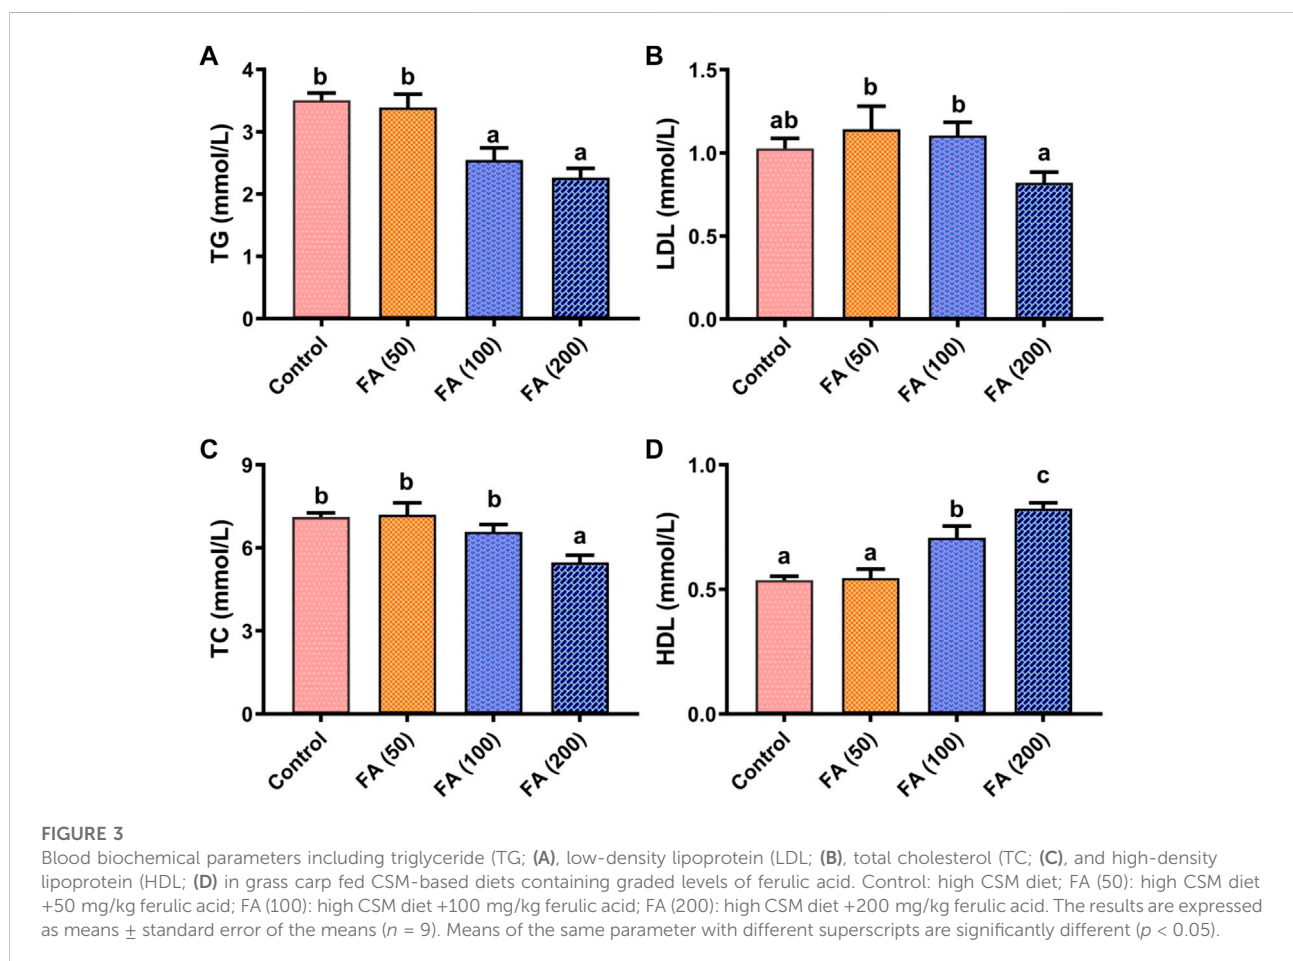 A
TG (mmol/L)
4
3
2
1
0
b
b
a
a
Control
FA (50)
FA (100)
FA (200)
B
LDL (mmol/L)
1.5
1.0
0.5
0.0
ab
b
b
a
Control
FA (50)
FA (100)
FA (200)
C
TC (mmol/L)
9
6
3
0
b
b
b
a
Control
FA (50)
FA (100)
FA (200)
D
HDL (mmol/L)
1.0
0.5
0.0
a
a
b
c
Control
FA (50)
FA (100)
FA (200)
FIGURE 3
Blood biochemical parameters including triglyceride (TG; (A), low-density lipoprotein (LDL; (B), total cholesterol (TC; (C), and high-density
lipoprotein (HDL; (D) in grass carp fed CSM-based diets containing graded levels of ferulic acid. Control: high CSM diet; FA (50): high CSM diet
+50 mg/kg ferulic acid; FA (100): high CSM diet +100 mg/kg ferulic acid; FA (200): high CSM diet +200 mg/kg ferulic acid. The results are expressed
as means ± standard error of the means (n = 9). Means of the same parameter with different superscripts are significantly different (p < 0.05).